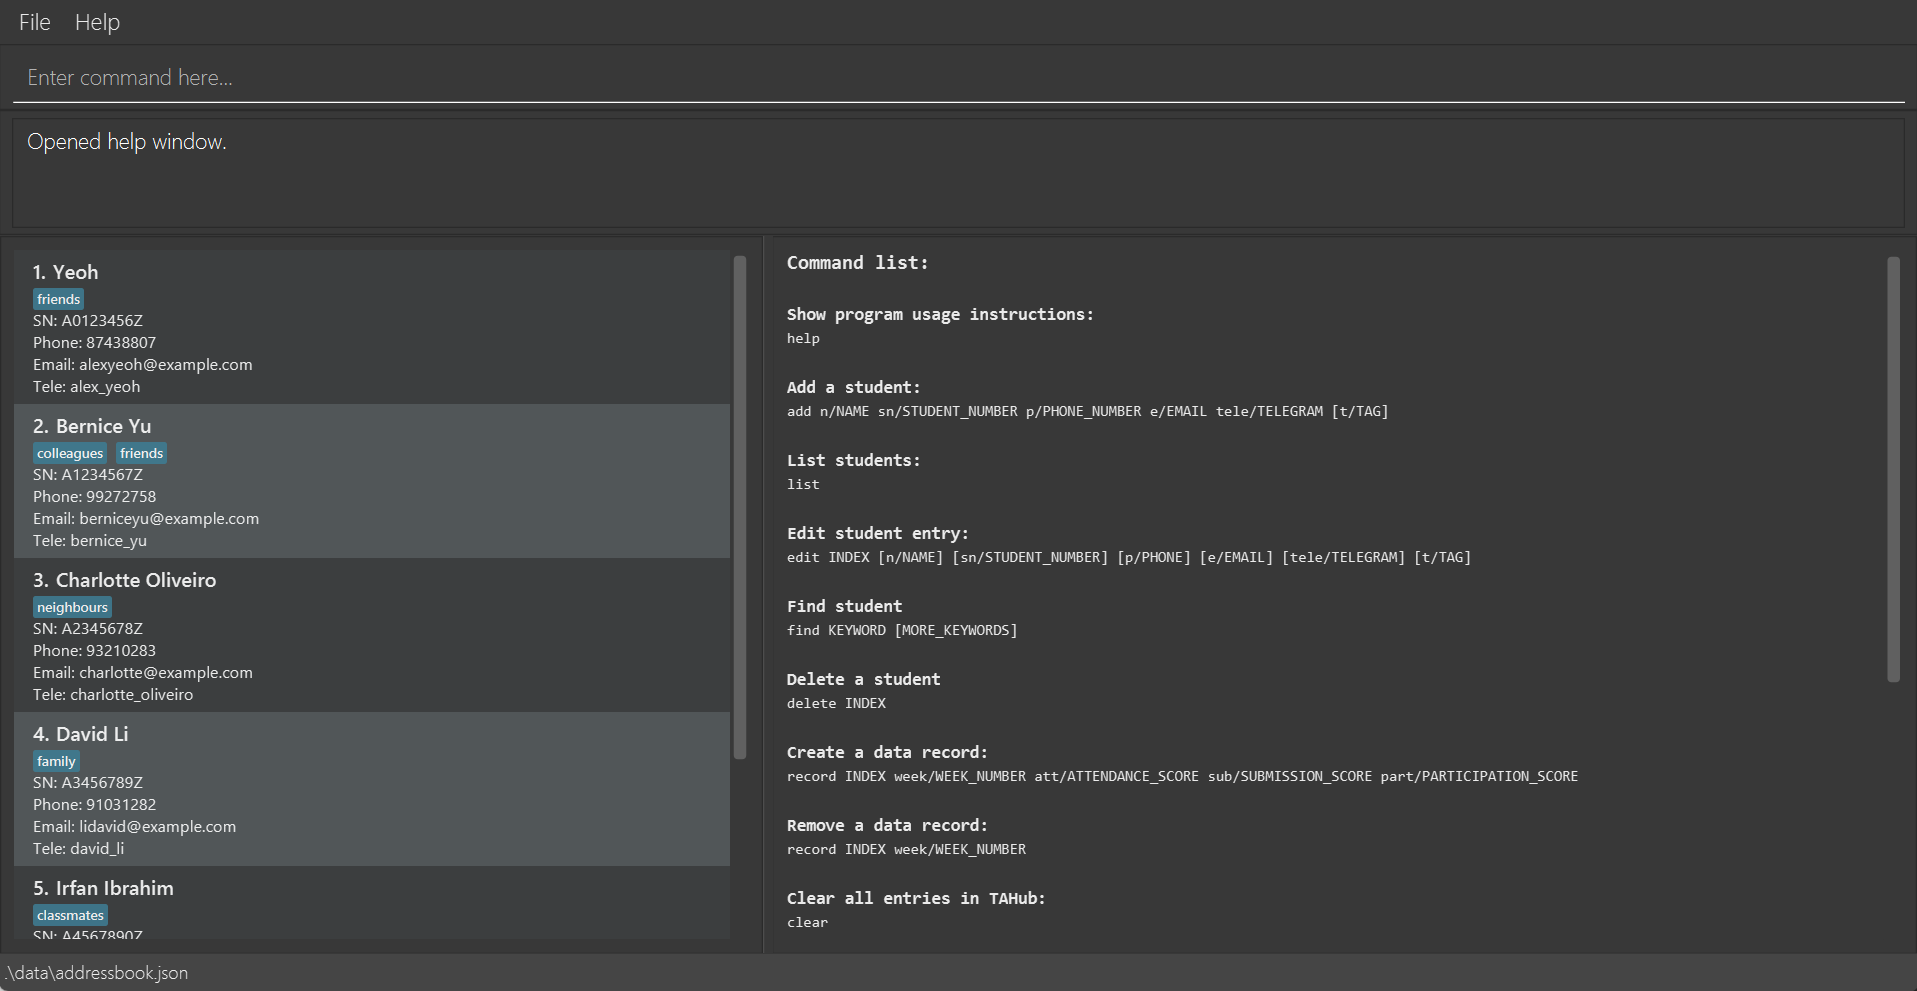 File Help
Enter command here...
Opened help window.
1. Yeoh
friends
SN: A0123456Z
Phone: 87438807
Email: alexyeoh@example.com
Tele: alex_yeoh
2. Bernice Yu
colleagues friends
SN: A1234567Z
Phone: 99272758
Email: berniceyu@example.com
Tele: bernice_yu
3. Charlotte Oliveiro
neighbours
SN: A2345678Z
Phone: 93210283
Email: charlotte@example.com
Tele: charlotte_oliveiro
4. David Li
family
SN: A3456789Z
Phone: 91031282
Email: lidavid@example.com
Tele: david_li
5. Irfan Ibrahim
classmates
SN: A4567890Z
Command list:
Show program usage instructions:
help
Add a student:
add n/NAME sn/STUDENT_NUMBER p/PHONE_NUMBER e/EMAIL tele/TELEGRAM [t/TAG]
List students:
list
Edit student entry:
edit INDEX [n/NAME] [sn/STUDENT_NUMBER] [p/PHONE] [e/EMAIL] [tele/TELEGRAM] [t/TAG]
Find student
find KEYWORD [MORE_KEYWORDS]
Delete a student
delete INDEX
Create a data record:
record INDEX week/WEEK_NUMBER att/ATTENDANCE_SCORE sub/SUBMISSION_SCORE part/PARTICIPATION_SCORE
Remove a data record:
record INDEX week/WEEK_NUMBER
Clear all entries in TAHub:
clear
.\data\addressbook.json